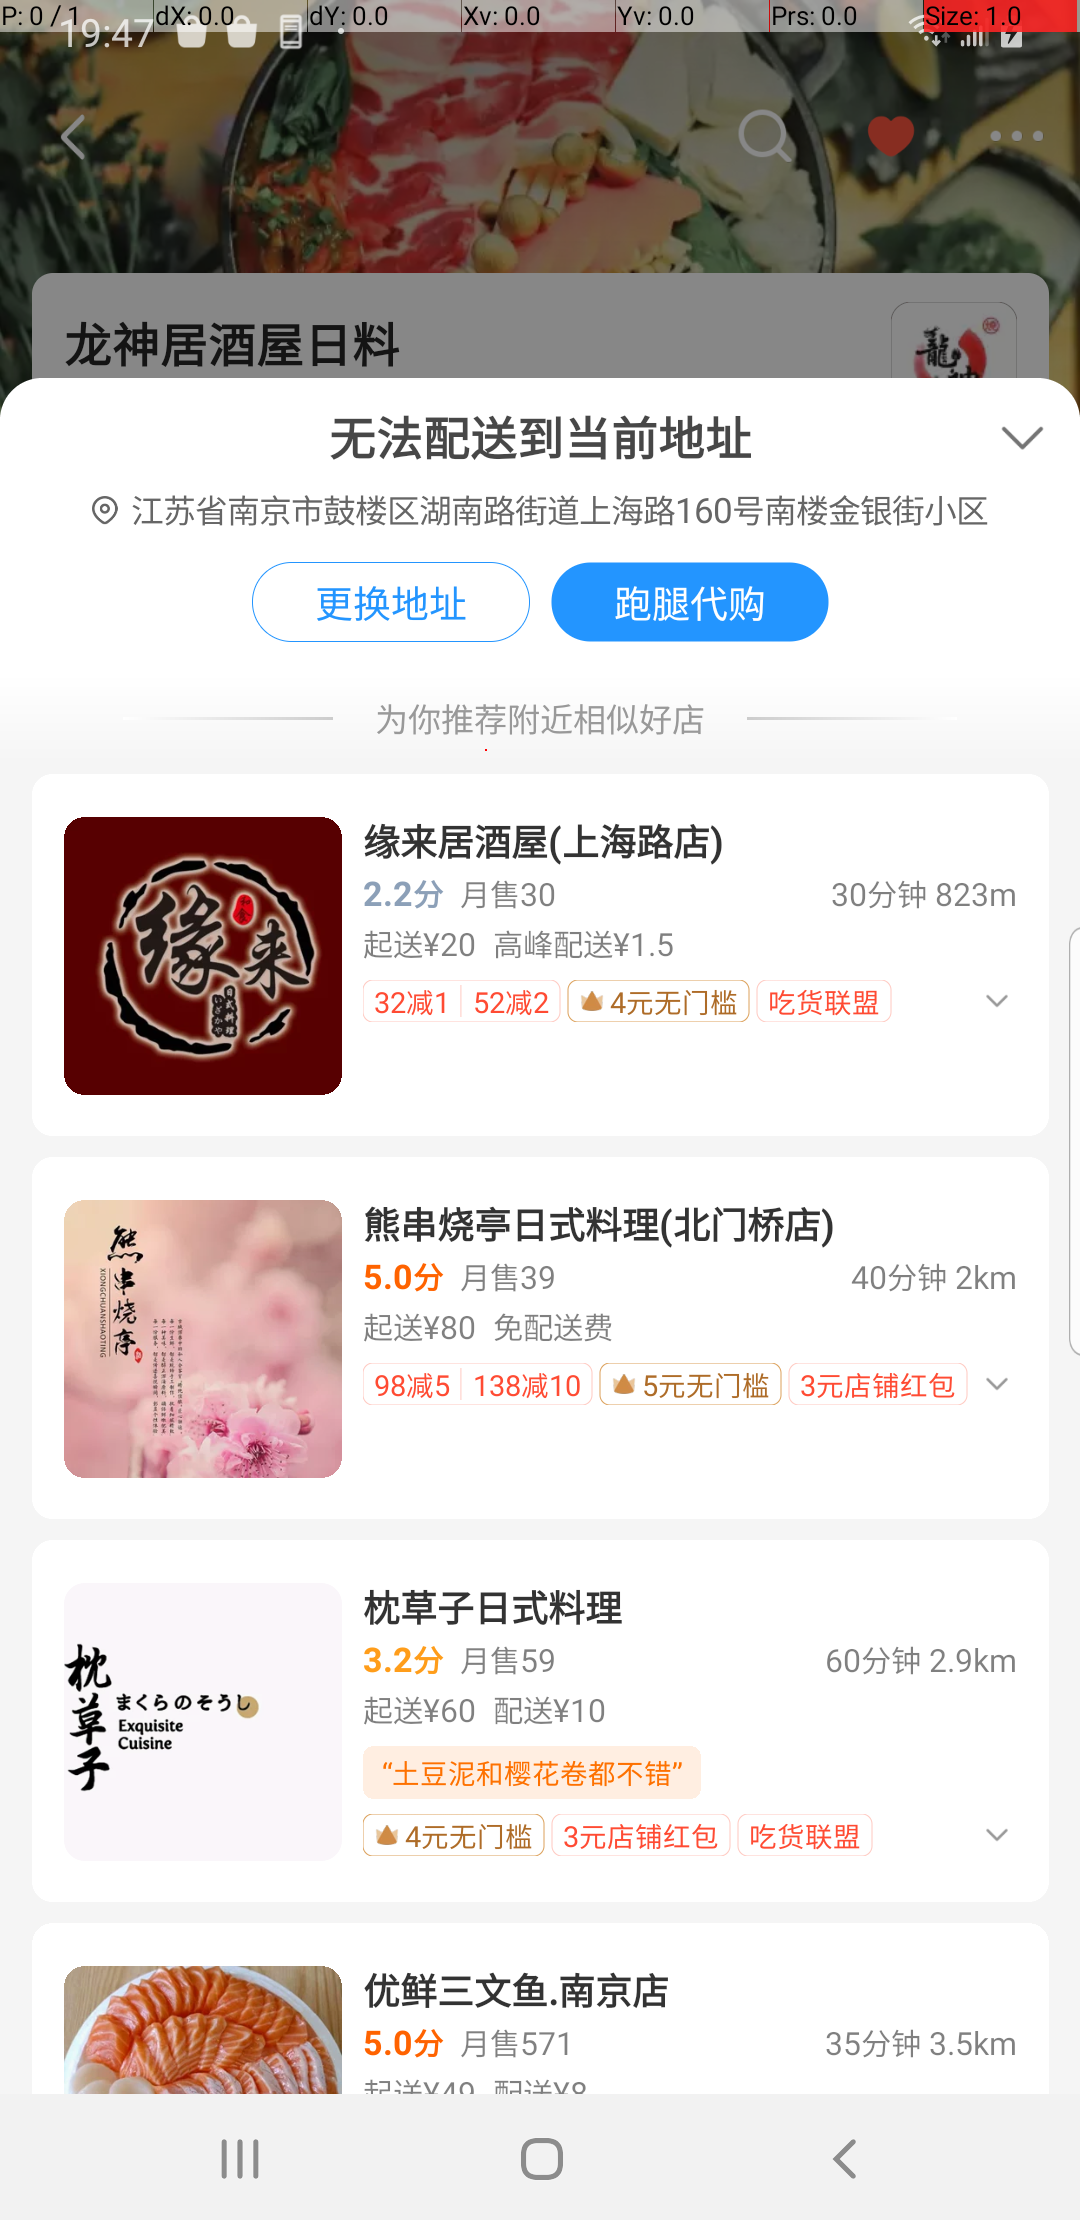 P: 0 / 1 dX: 0.0 dY: 0.0 Xv: 0.0 Yv: 0.0 Prs: 0.0 Size: 1.0
19:47
龙神居酒屋日料
无法配送到当前地址
江苏省南京市鼓楼区湖南路街道上海路160号南楼金银街小区
更换地址 跑腿代购
为你推荐附近相似好店
缘来
和食
日式料理
缘来居酒屋(上海路店)
2.2分 月售30 30分钟 823m
起送¥20 高峰配送¥1.5
32减1 52减2 4元无门槛 吃货联盟
熊串烧亭
XIONGCHUANSHAOTING
熊串烧亭日式料理(北门桥店)
5.0分 月售39 40分钟 2km
起送¥80 免配送费
98减5 138减10 5元无门槛 3元店铺红包
枕草子
まくらのそうし
Exquisite
Cuisine
枕草子日式料理
3.2分 月售59 60分钟 2.9km
起送¥60 配送¥10
“土豆泥和樱花卷都不错”
4元无门槛 3元店铺红包 吃货联盟
优鲜三文鱼.南京店
5.0分 月售571 35分钟 3.5km
起送¥49 配送¥8